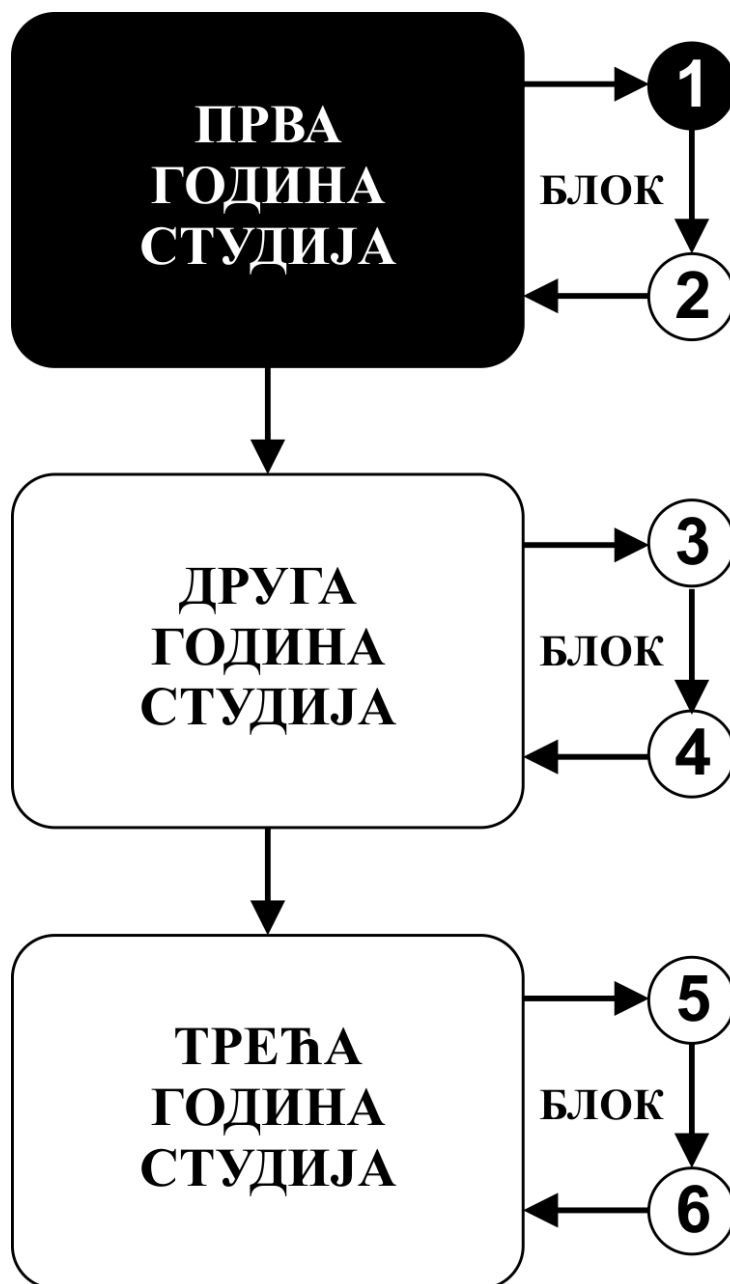 ПРВА
ГОДИНА
СТУДИЈА
1
БЛОК
2
ДРУГА
ГОДИНА
СТУДИЈА
3
БЛОК
4
ТРЕЋА
ГОДИНА
СТУДИЈА
5
БЛОК
6